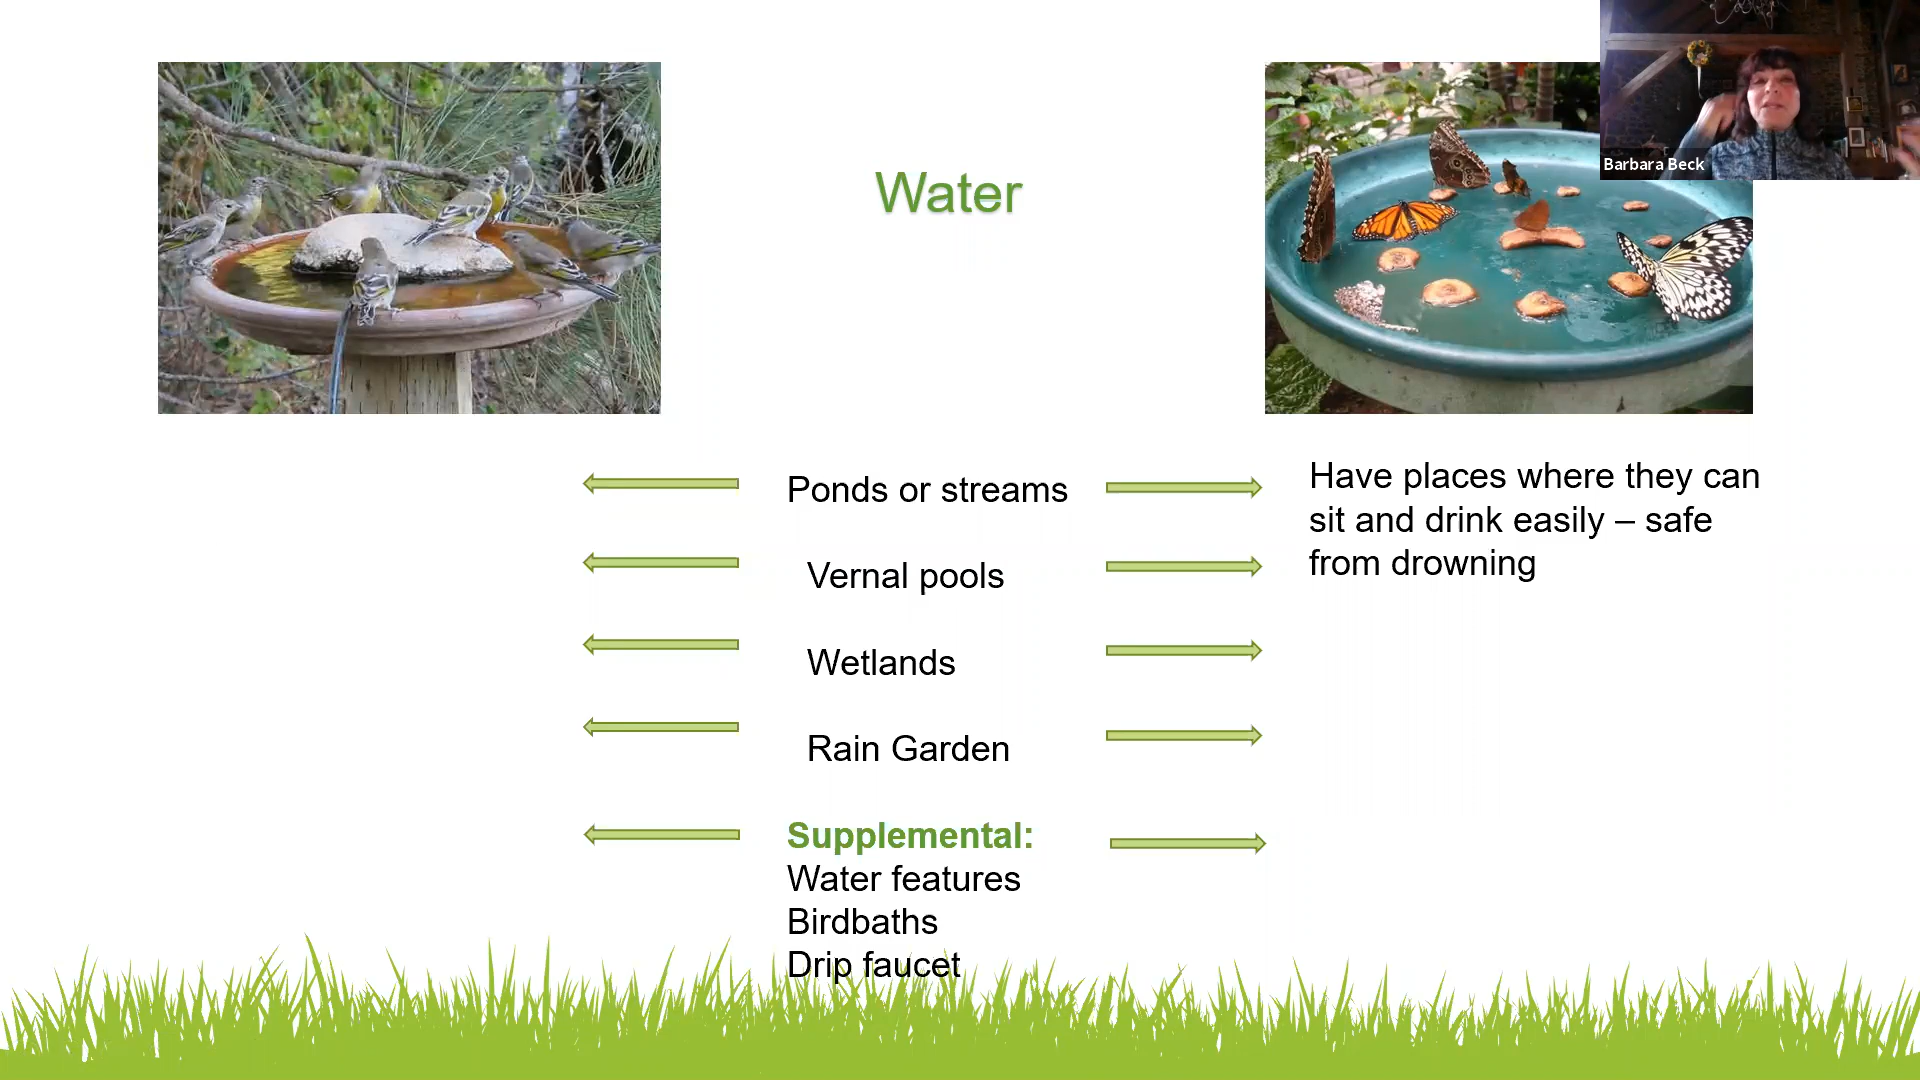 Barbara Beck
Water
Ponds or streams
Vernal pools
Wetlands
Rain Garden
Supplemental:
Water features
Birdbaths
Drip faucet
Have places where they can
sit and drink easily – safe
from drowning